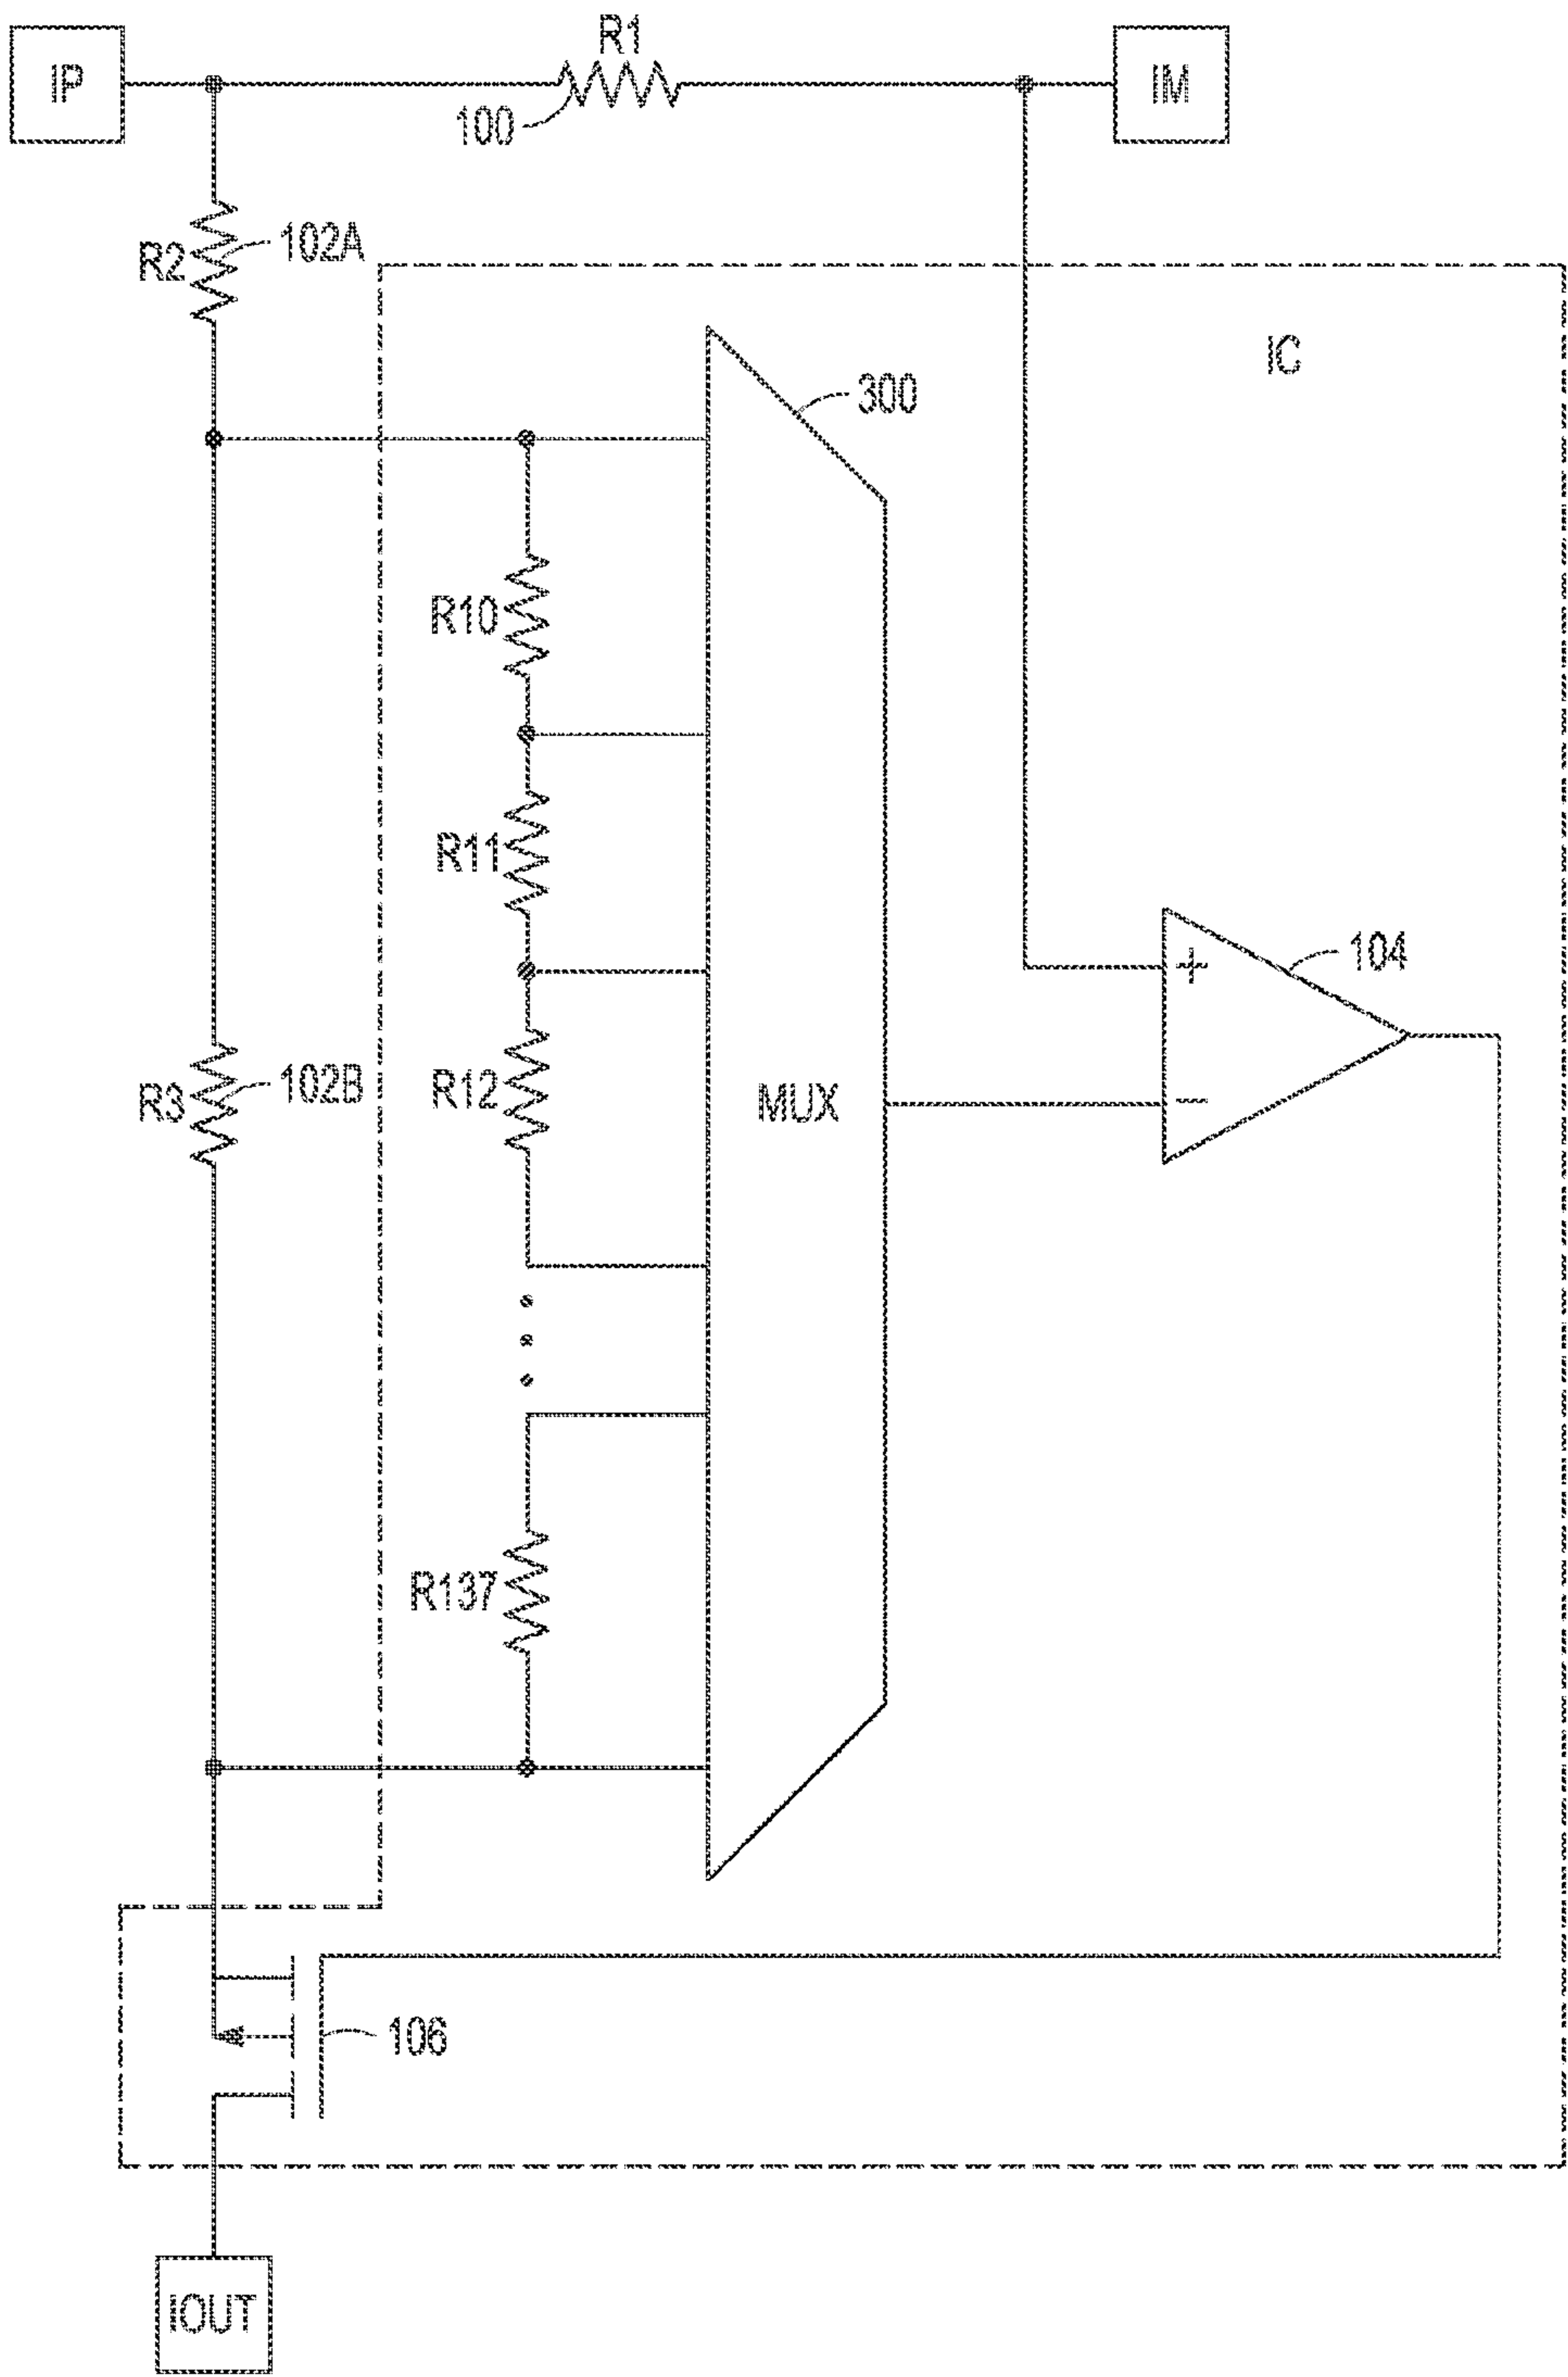 R1
IP
IM
100
R2
102A
IC
300
R10
R11
104
+
R3
102B
R12
MUX
−
R137
106
IOUT